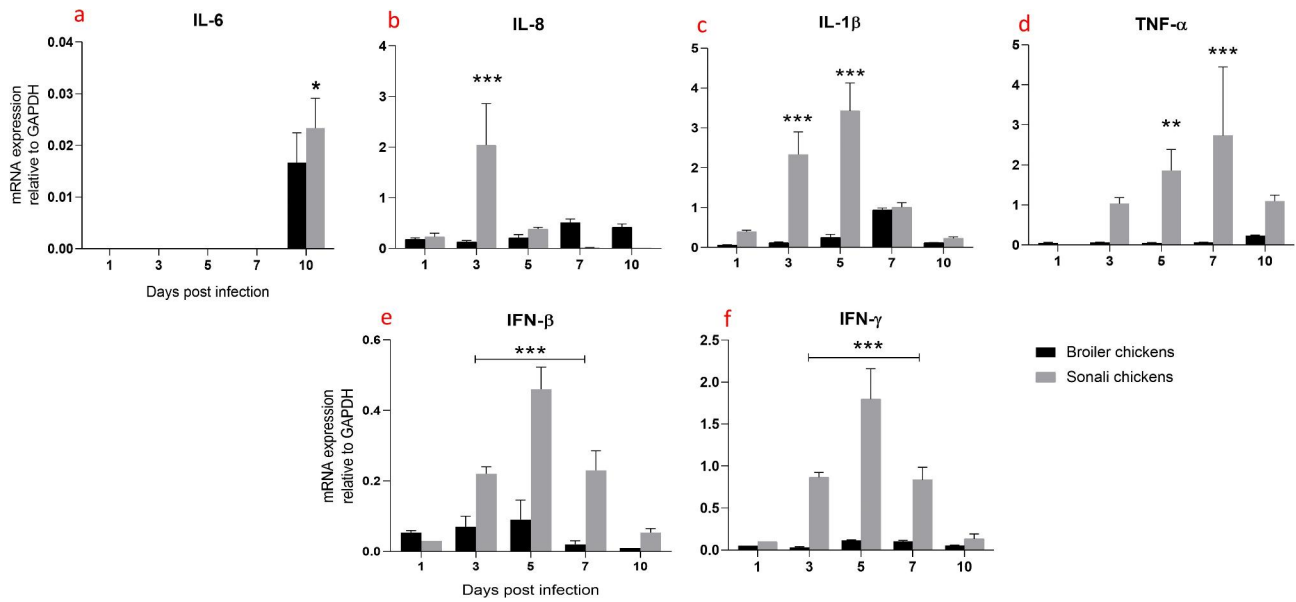 a
IL-6
mRNA expression
relative to GAPDH
0.04
0.03
0.02
0.01
0.00
*
1 3 5 7 10
Days post infection
b
IL-8
4
3
2
1
0
***
1 3 5 7 10
c
IL-1β
5
4
3
2
1
0
***
***
1 3 5 7 10
d
TNF-α
5
4
3
2
1
0
**
***
1 3 5 7 10
e
IFN-β
mRNA expression
relative to GAPDH
0.6
0.4
0.2
0.0
***
1 3 5 7 10
Days post infection
f
IFN-γ
2.5
2.0
1.5
1.0
0.5
0.0
***
1 3 5 7 10
Broiler chickens
Sonali chickens